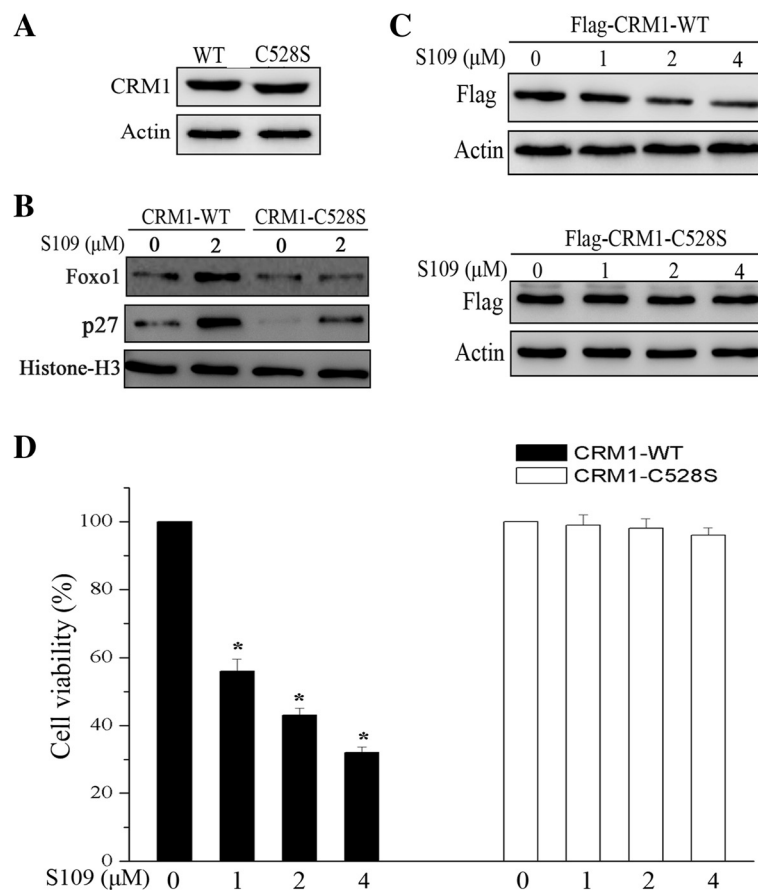 A
WT C528S
CRM1
Actin
B
CRM1-WT CRM1-C528S
S109 (μM) 0 2 0 2
Foxo1
p27
Histone-H3
C
Flag-CRM1-WT
S109 (μM) 0 1 2 4
Flag
Actin
Flag-CRM1-C528S
S109 (μM) 0 1 2 4
Flag
Actin
D
CRM1-WT
CRM1-C528S
Cell viability (%)
100
80
60
40
20
0
*
*
*
S109 (μM) 0 1 2 4 0 1 2 4